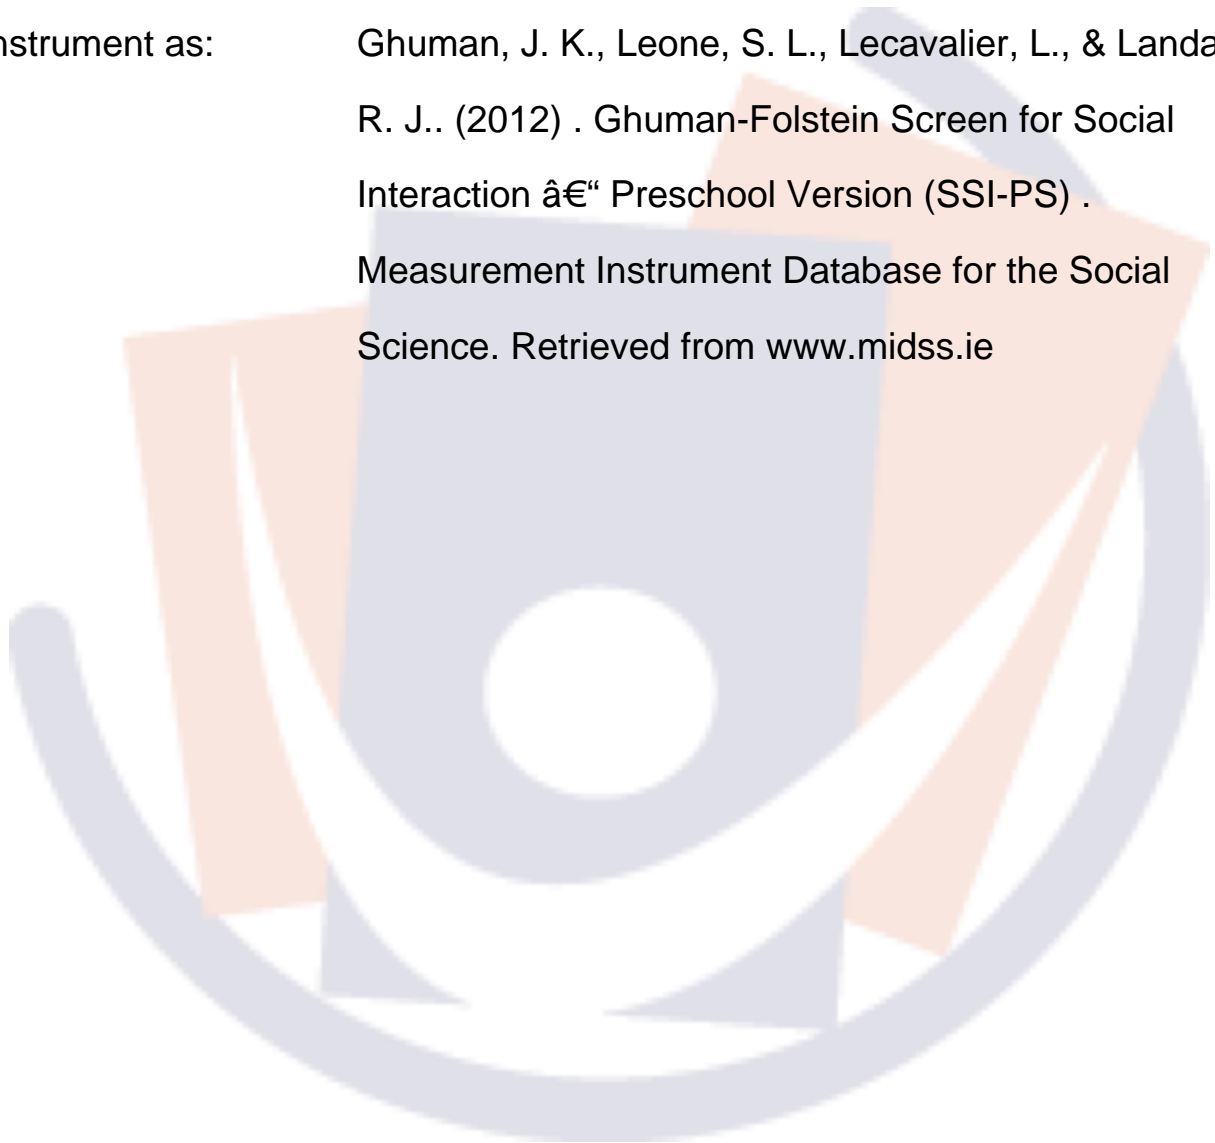 nstrument as: Ghuman, J. K., Leone, S. L., Lecavalier, L., & Landa
R. J.. (2012) . Ghuman-Folstein Screen for Social
Interaction â€“ Preschool Version (SSI-PS) .
Measurement Instrument Database for the Social
Science. Retrieved from www.midss.ie